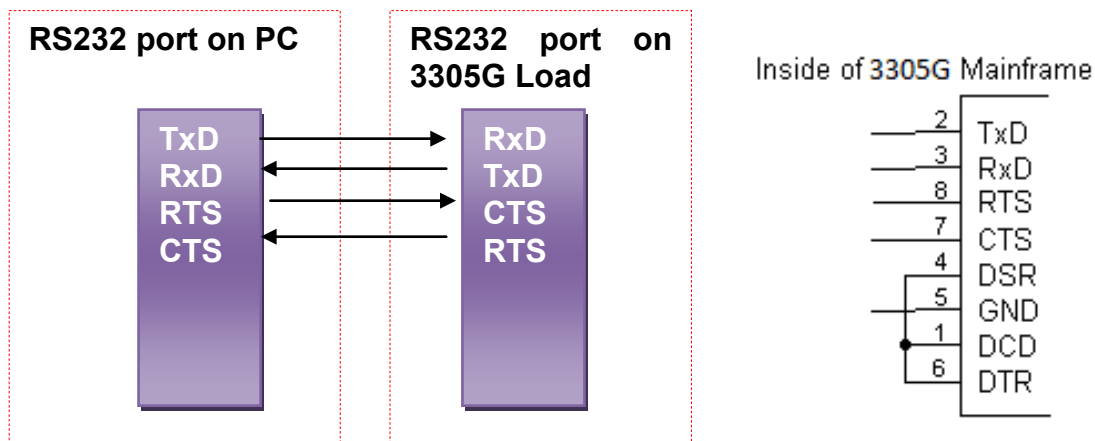 RS232 port on PC
TxD
RxD
RTS
CTS
RS232 port on
3305G Load
RxD
TxD
CTS
RTS
Inside of 3305G Mainframe
2 TxD
3 RxD
8 RTS
7 CTS
4 DSR
5 GND
1 DCD
6 DTR